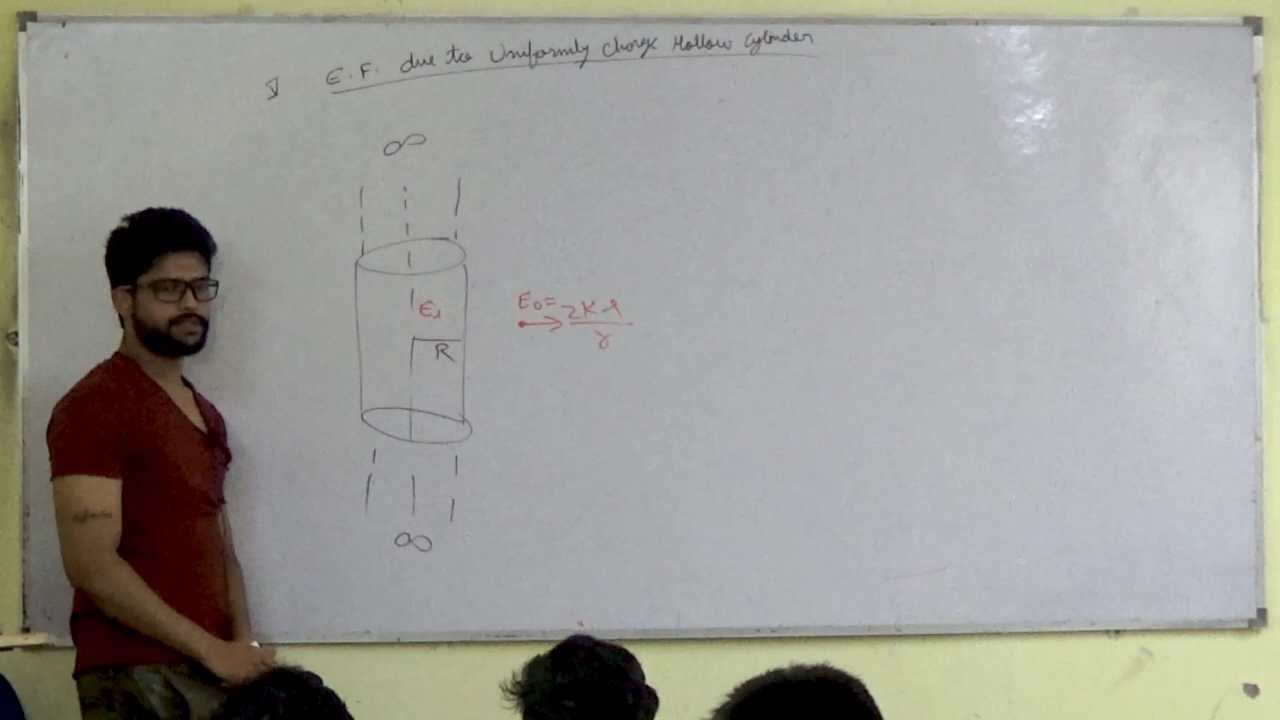 V E.F. due to Uniformly charge Hollow cylinder
∞
E₀= 2Kλ
r
E₁
R
∞